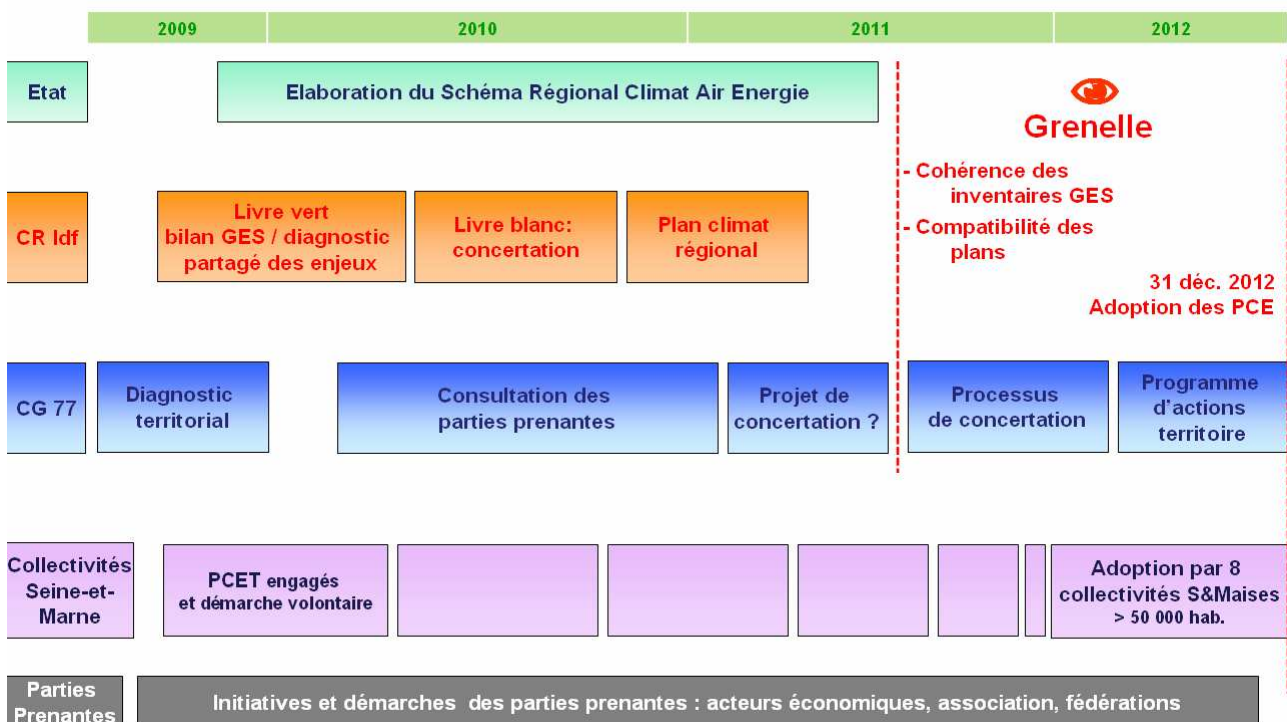 2009
2010
2011
2012
Etat
Elaboration du Schéma Régional Climat Air Energie
Grenelle
- Cohérence des
inventaires GES
- Compatibilité des
plans
31 déc. 2012
Adoption des PCE
CR Idf
Livre vert
bilan GES / diagnostic
partagé des enjeux
Livre blanc:
concertation
Plan climat
régional
CG 77
Diagnostic
territorial
Consultation des
parties prenantes
Projet de
concertation ?
Processus
de concertation
Programme
d'actions
territoire
Collectivités
Seine-et-
Marne
PCET engagés
et démarche volontaire
Adoption par 8
collectivités S&Maises
> 50 000 hab.
Parties
Prenantes
Initiatives et démarches des parties prenantes : acteurs économiques, association, fédérations